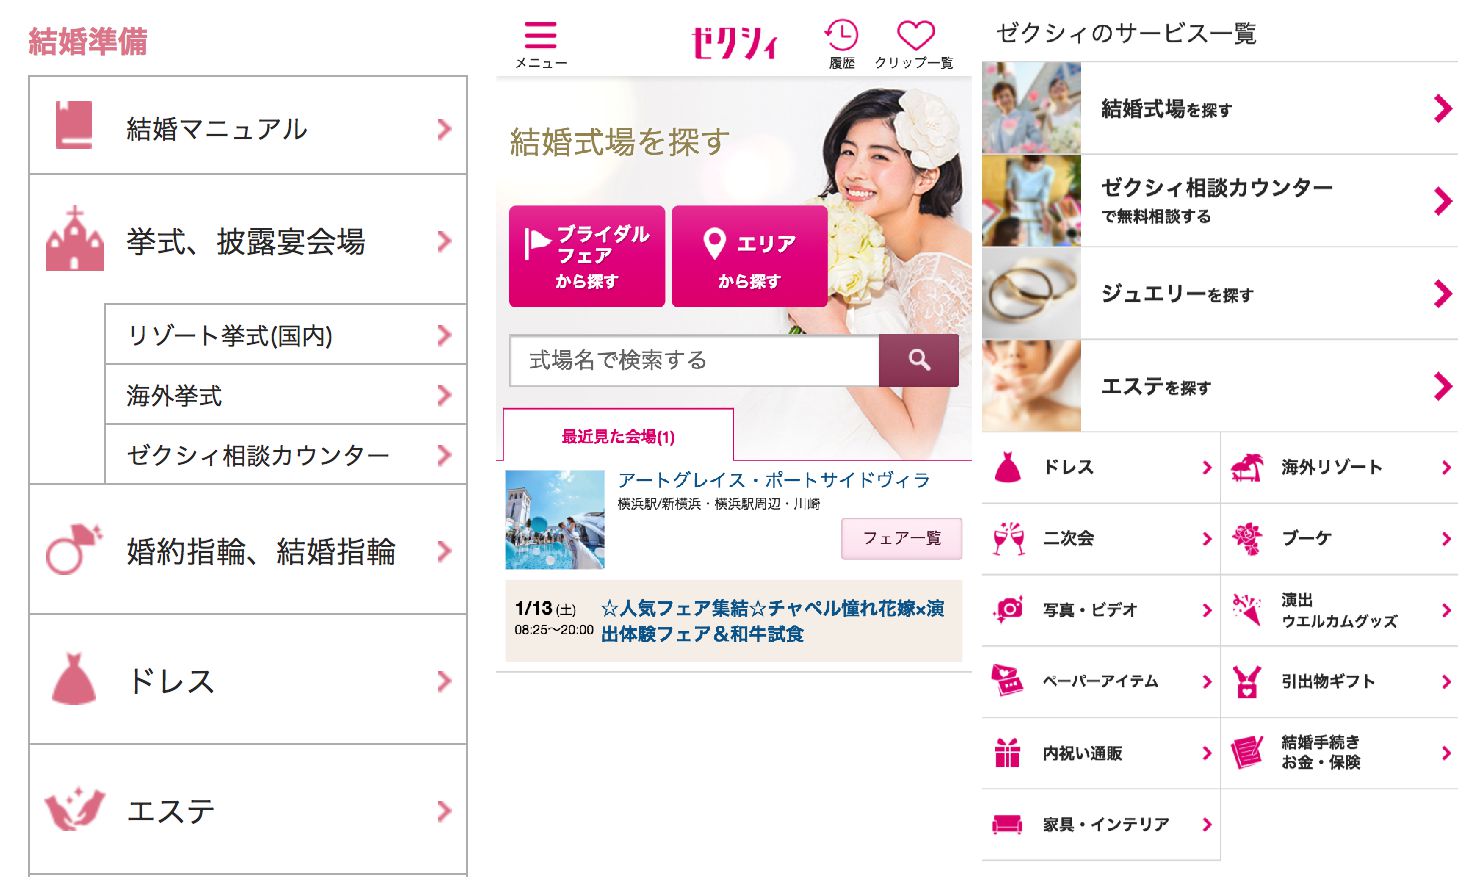 結婚準備
結婚マニュアル
挙式、披露宴会場
リゾート挙式(国内)
海外挙式
ゼクシィ相談カウンター
婚約指輪、結婚指輪
ドレス
エステ
メニュー
ゼクシィ
履歴
クリップ一覧
結婚式場を探す
ブライダル
フェア
から探す
エリア
から探す
式場名で検索する
最近見た会場(1)
アートグレイス・ポートサイドヴィラ
横浜駅/新横浜・横浜駅周辺・川崎
フェア一覧
1/13(土)
08:25〜20:00
☆人気フェア集結☆チャペル憧れ花嫁×演
出体験フェア＆和牛試食
ゼクシィのサービス一覧
結婚式場を探す
ゼクシィ相談カウンター
で無料相談する
ジュエリーを探す
エステを探す
ドレス
海外リゾート
二次会
ブーケ
写真・ビデオ
演出
ウエルカムグッズ
ペーパーアイテム
引出物ギフト
内祝い通販
結婚手続き
お金・保険
家具・インテリア